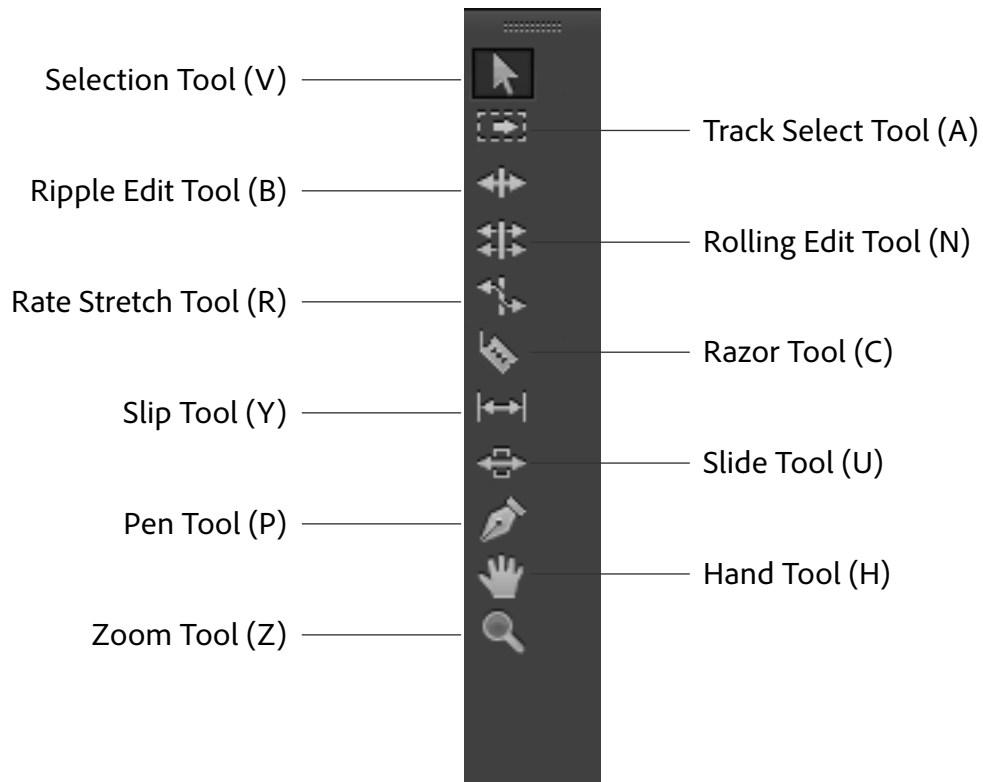 Selection Tool (V)
Track Select Tool (A)
Ripple Edit Tool (B)
Rolling Edit Tool (N)
Rate Stretch Tool (R)
Razor Tool (C)
Slip Tool (Y)
Slide Tool (U)
Pen Tool (P)
Hand Tool (H)
Zoom Tool (Z)